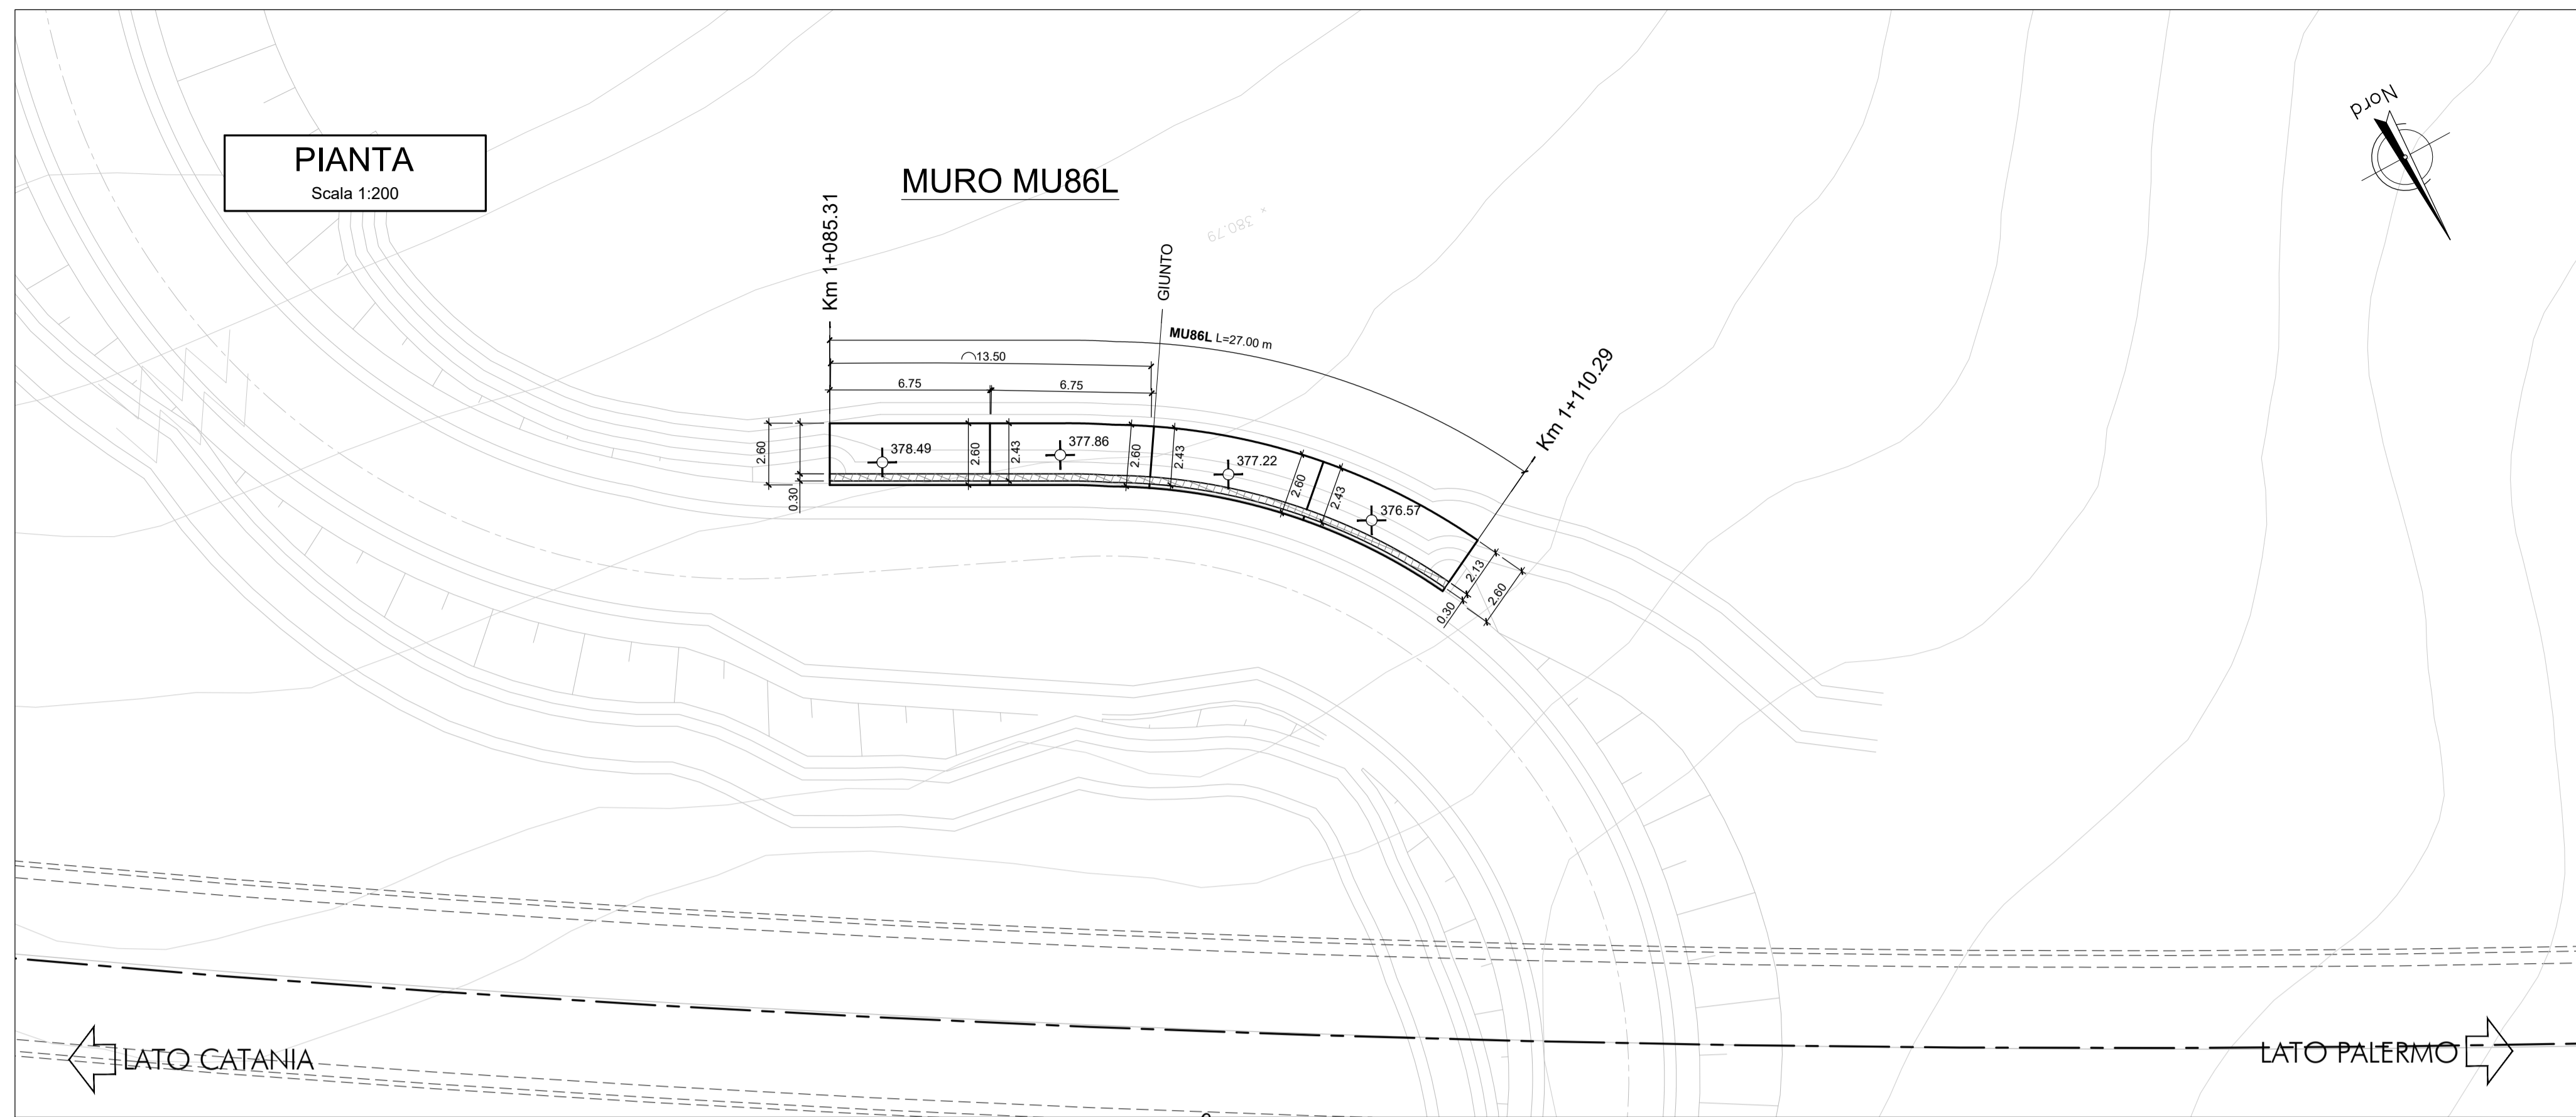 PIANTA
Scala 1:200
MURO MU86L
Nord
380.79
Km 1+085.31
GIUNTO
MU86L L=27.00 m
13.50
6.75
6.75
Km 1+110.29
2.60
0.30
378.49
2.60
2.43
377.86
2.60
2.43
377.22
2.60
2.43
376.57
2.13
2.60
0.30
LATO CATANIA
LATO PALERMO